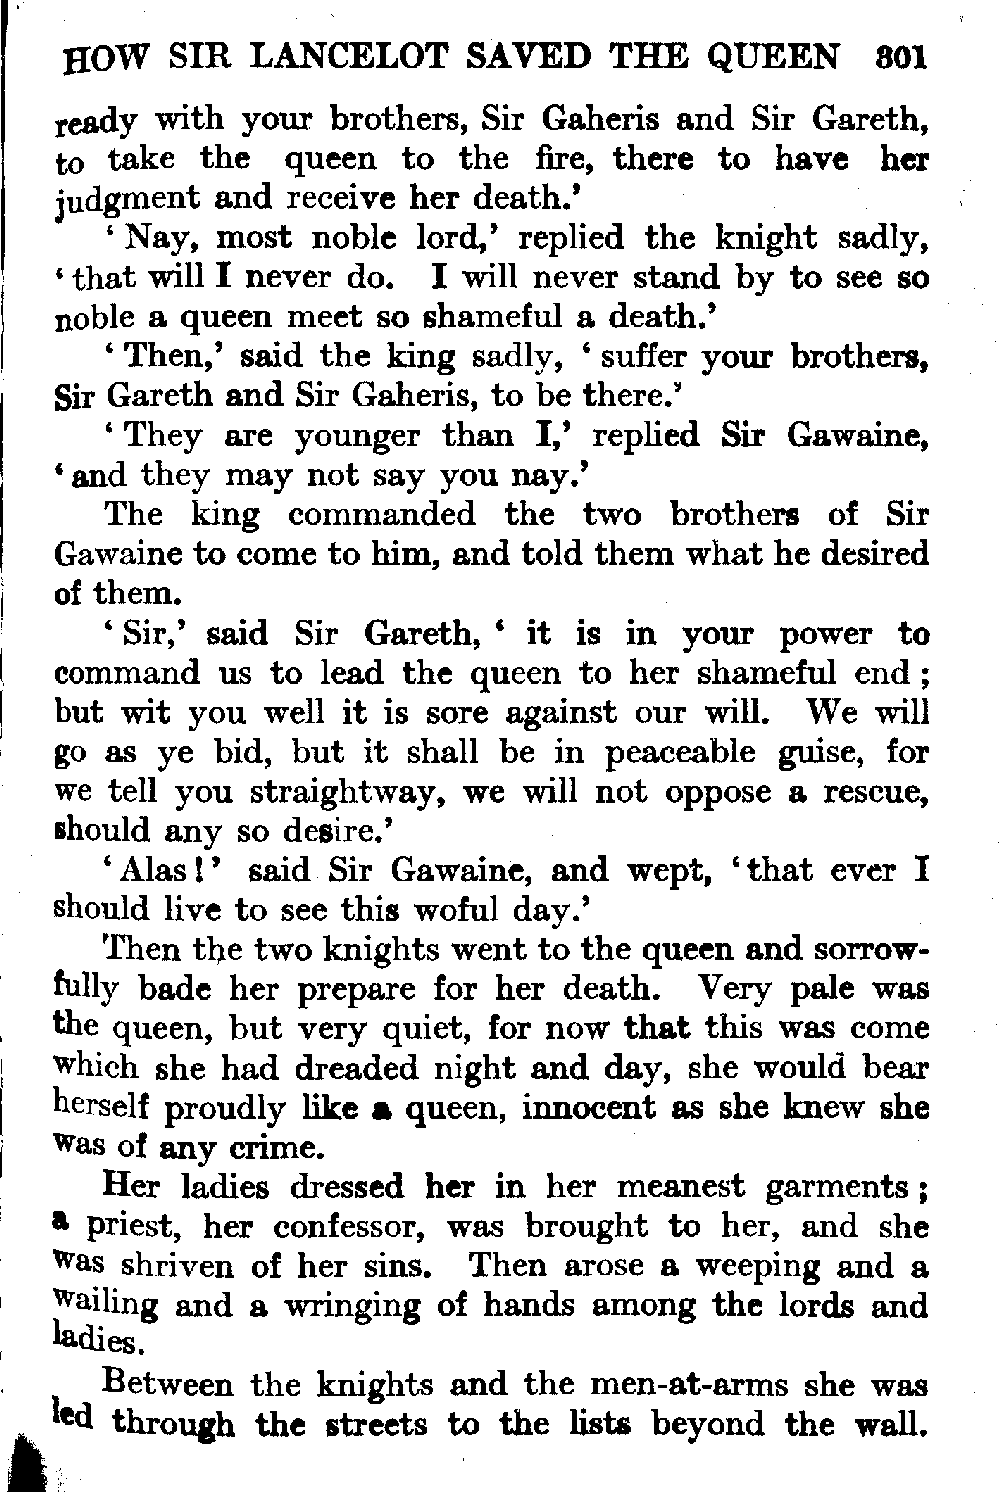 HOW SIR LANCELOT SAVED THE QUEEN 301
ready with your brothers, Sir Gaheris and Sir Gareth,
to take the queen to the fire, there to have her
judgment and receive her death.’
‘ Nay, most noble lord,’ replied the knight sadly,
‘ that will I never do. I will never stand by to see so
noble a queen meet so shameful a death.’
‘ Then,’ said the king sadly, ‘ suffer your brothers,
Sir Gareth and Sir Gaheris, to be there.’
‘ They are younger than I,’ replied Sir Gawaine,
‘ and they may not say you nay.’
The king commanded the two brothers of Sir
Gawaine to come to him, and told them what he desired
of them.
‘ Sir,’ said Sir Gareth, ‘ it is in your power to
command us to lead the queen to her shameful end ;
but wit you well it is sore against our will. We will
go as ye bid, but it shall be in peaceable guise, for
we tell you straightway, we will not oppose a rescue,
should any so desire.’
‘ Alas ! ’ said Sir Gawaine, and wept, ‘ that ever I
should live to see this woful day.’
Then the two knights went to the queen and sorrow-
fully bade her prepare for her death. Very pale was
the queen, but very quiet, for now that this was come
which she had dreaded night and day, she would bear
herself proudly like a queen, innocent as she knew she
was of any crime.
Her ladies dressed her in her meanest garments ;
a priest, her confessor, was brought to her, and she
was shriven of her sins. Then arose a weeping and a
wailing and a wringing of hands among the lords and
ladies.
Between the knights and the men-at-arms she was
led through the streets to the lists beyond the wall.